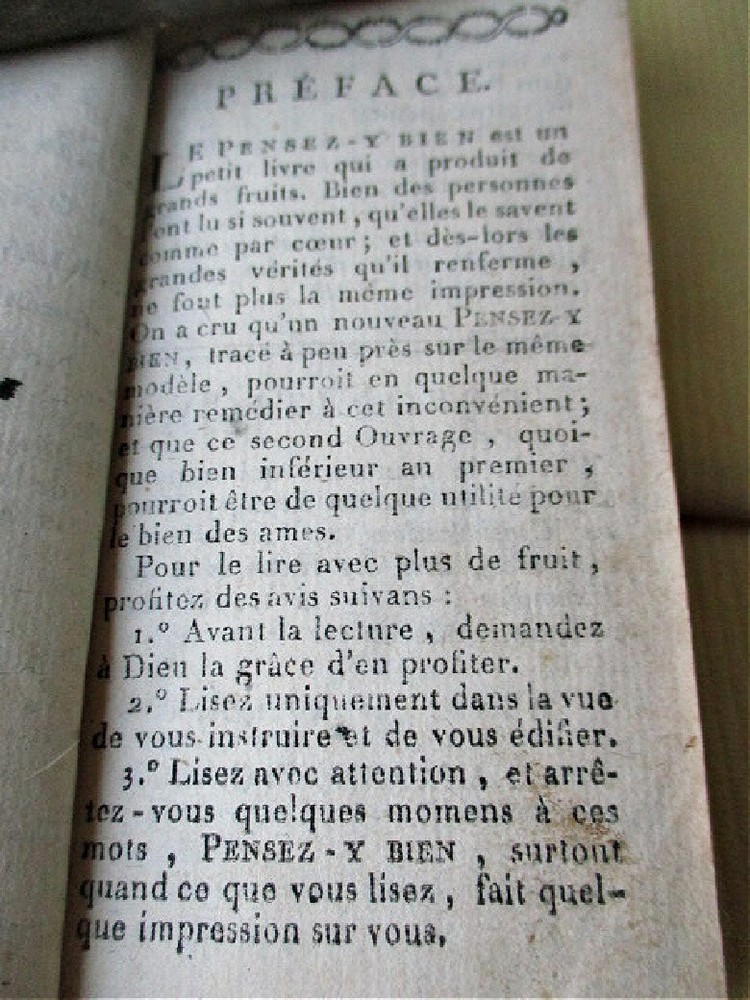 PRÉFACE.
LE PENSEZ-Y BIEN est un
petit livre qui a produit de
grands fruits. Bien des personnes
l'ont lu si souvent, qu'elles le savent
comme par cœur; et dès-lors les
grandes vérités qu'il renferme,
ne font plus la même impression.
On a cru qu'un nouveau PENSEZ-Y
BIEN, tracé à peu près sur le même
modèle, pourroit en quelque ma-
nière remédier à cet inconvénient;
et que ce second Ouvrage, quoi-
que bien inférieur au premier,
pourroit être de quelque utilité pour
le bien des ames.
Pour le lire avec plus de fruit,
profitez des avis suivans :
1.º Avant la lecture, demandez
à Dieu la grâce d'en profiter.
2.º Lisez uniquement dans la vue
de vous instruire et de vous édifier.
3.º Lisez avec attention, et arrê-
tez-vous quelques momens à ces
mots, PENSEZ-Y BIEN, surtout
quand ce que vous lisez, fait quel-
que impression sur vous.